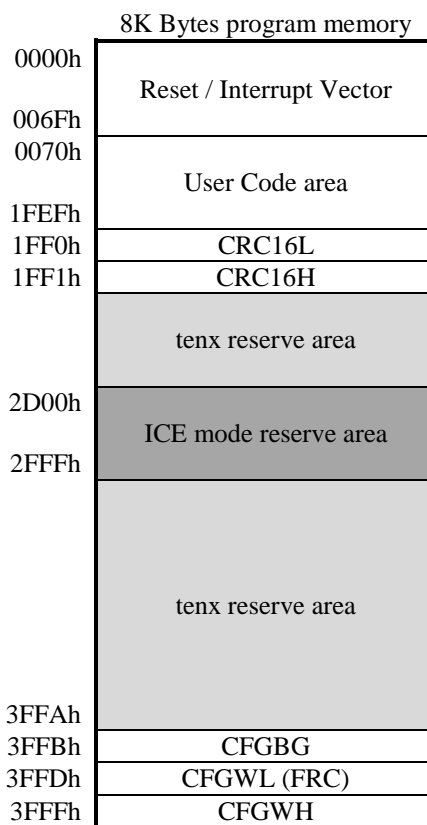 8K Bytes program memory
0000h
Reset / Interrupt Vector
006Fh
0070h
User Code area
1FEFh
1FF0h CRC16L
1FF1h CRC16H
tenx reserve area
2D00h
ICE mode reserve area
2FFFh
tenx reserve area
3FFAh
3FFBh CFGBG
3FFDh CFGWL (FRC)
3FFFh CFGWH